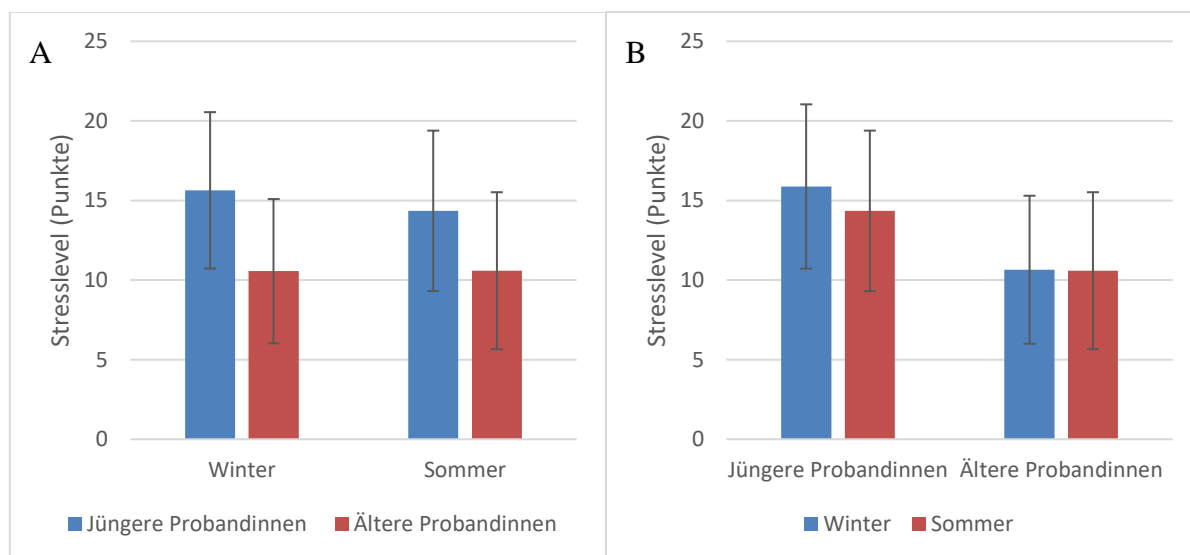 A
Stresslevel (Punkte)
25
20
15
10
5
0
Winter Sommer
Jüngere Probandinnen Ältere Probandinnen
B
Stresslevel (Punkte)
25
20
15
10
5
0
Jüngere Probandinnen Ältere Probandinnen
Winter Sommer